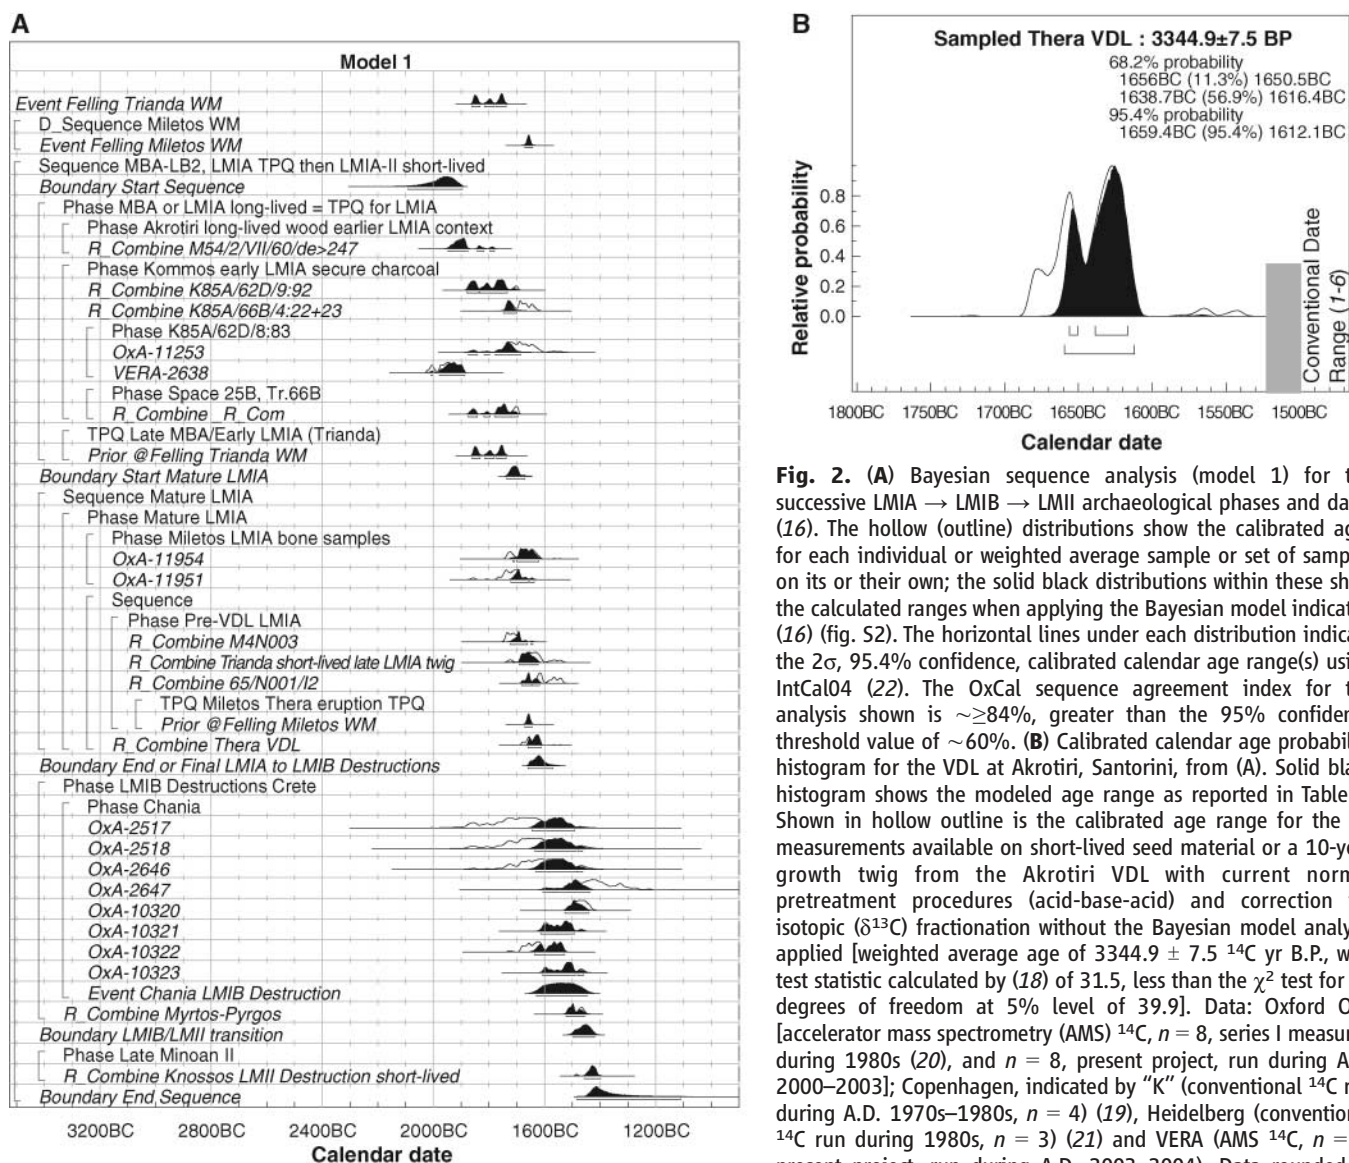 A
Model 1
Event Felling Trianda WM
D_Sequence Miletos WM
Event Felling Miletos WM
Sequence MBA-LB2, LMIA TPQ then LMIA-II short-lived
Boundary Start Sequence
Phase MBA or LMIA long-lived = TPQ for LMIA
Phase Akrotiri long-lived wood earlier LMIA context
R_Combine M54/2/VII/60/de>247
Phase Kommos early LMIA secure charcoal
R_Combine K85A/62D/9:92
R_Combine K85A/66B/4:22+23
Phase K85A/62D/8:83
OxA-11253
VERA-2638
Phase Space 25B, Tr.66B
R_Combine _R_Com
TPQ Late MBA/Early LMIA (Trianda)
Prior @Felling Trianda WM
Boundary Start Mature LMIA
Sequence Mature LMIA
Phase Mature LMIA
Phase Miletos LMIA bone samples
OxA-11954
OxA-11951
Sequence
Phase Pre-VDL LMIA
R_Combine M4N003
R_Combine Trianda short-lived late LMIA twig
R_Combine 65/N001/I2
TPQ Miletos Thera eruption TPQ
Prior @Felling Miletos WM
R_Combine Thera VDL
Boundary End or Final LMIA to LMIB Destructions
Phase LMIB Destructions Crete
Phase Chania
OxA-2517
OxA-2518
OxA-2646
OxA-2647
OxA-10320
OxA-10321
OxA-10322
OxA-10323
Event Chania LMIB Destruction
R_Combine Myrtos-Pyrgos
Boundary LMIB/LMII transition
Phase Late Minoan II
R_Combine Knossos LMII Destruction short-lived
Boundary End Sequence
3200BC 2800BC 2400BC 2000BC 1600BC 1200BC
Calendar date
B
Sampled Thera VDL : 3344.9±7.5 BP
68.2% probability
1656BC (11.3%) 1650.5BC
1638.7BC (56.9%) 1616.4BC
95.4% probability
1659.4BC (95.4%) 1612.1BC
Relative probability
0.8
0.6
0.4
0.2
0.0
Conventional Date
Range (1-6)
1800BC 1750BC 1700BC 1650BC 1600BC 1550BC 1500BC
Calendar date
Fig. 2. (A) Bayesian sequence analysis (model 1) for
successive LMIA → LMIB → LMII archaeological phases and
(16). The hollow (outline) distributions show the calibrated
for each individual or weighted average sample or set of
on its or their own; the solid black distributions within these
the calculated ranges when applying the Bayesian model
(16) (fig. S2). The horizontal lines under each distribution
the 2σ, 95.4% confidence, calibrated calendar age range(s)
IntCal04 (22). The OxCal sequence agreement index for
analysis shown is ~≥84%, greater than the 95%
threshold value of ~60%. (B) Calibrated calendar age
histogram for the VDL at Akrotiri, Santorini, from (A). Solid
histogram shows the modeled age range as reported in Table
Shown in hollow outline is the calibrated age range for the
measurements available on short-lived seed material or a
growth twig from the Akrotiri VDL with current
pretreatment procedures (acid-base-acid) and correction
isotopic (δ13C) fractionation without the Bayesian model
applied [weighted average age of 3344.9 ± 7.5 14C yr B.P.,
test statistic calculated by (18) of 31.5, less than the χ2 test for
degrees of freedom at 5% level of 39.9]. Data: Oxford
[accelerator mass spectrometry (AMS) 14C, n = 8, series I
during 1980s (20), and n = 8, present project, run during
2000–2003]; Copenhagen, indicated by "K" (conventional 14C
during A.D. 1970s–1980s, n = 4) (19), Heidelberg
14C run during 1980s, n = 3) (21) and VERA (AMS 14C, n =